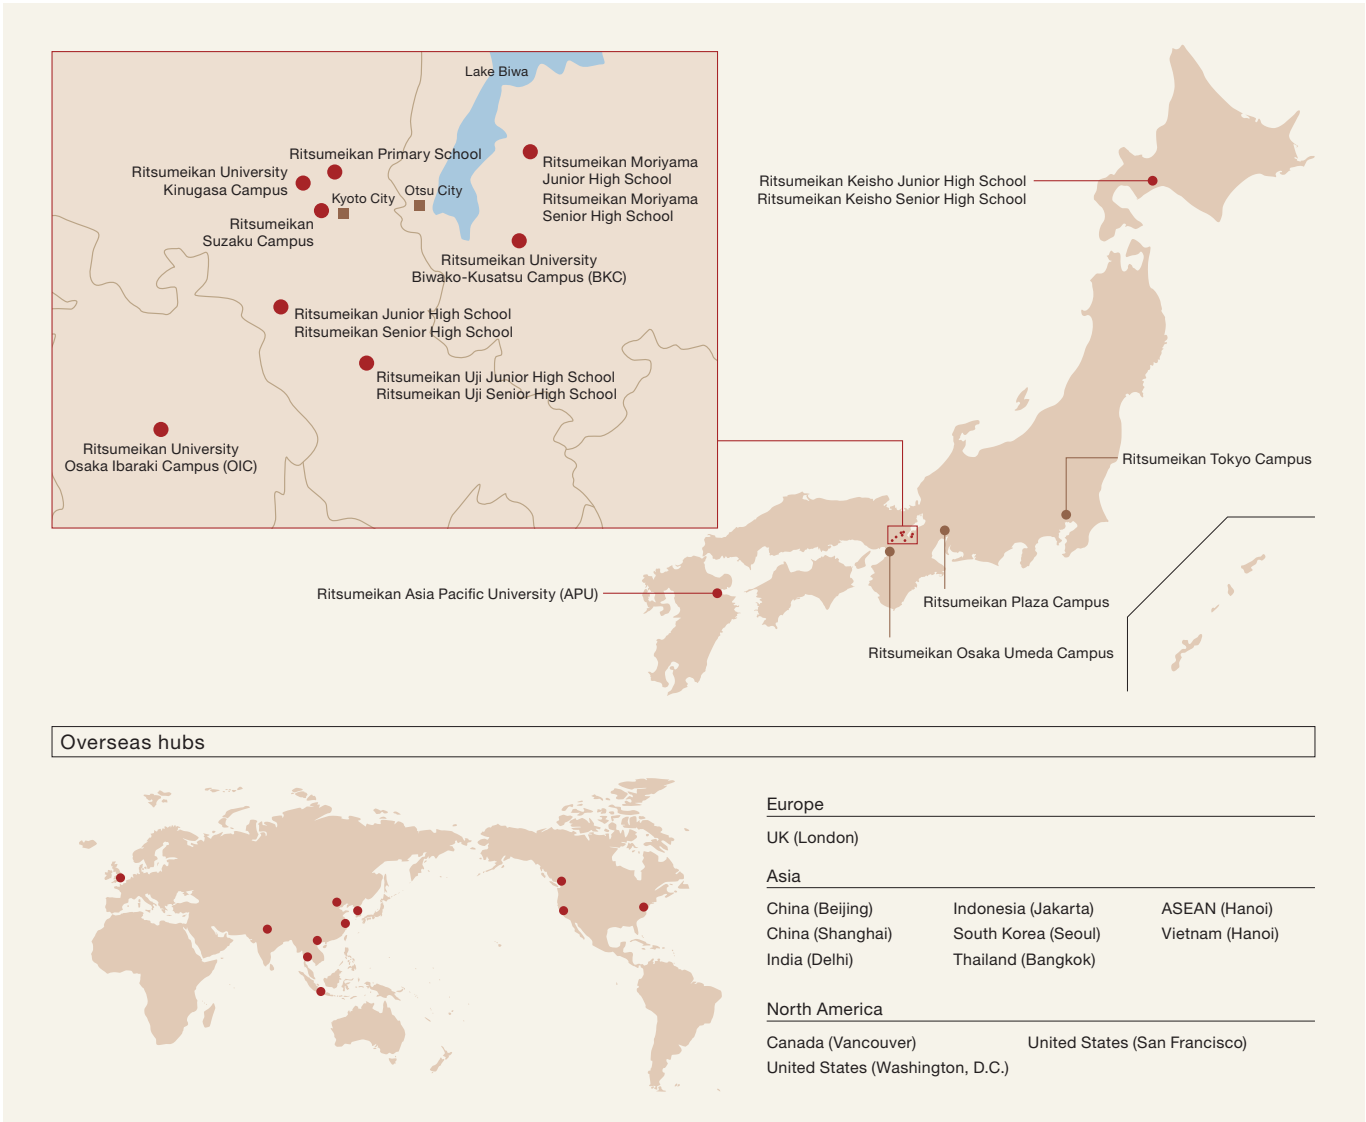 Lake Biwa
Ritsumeikan Primary School
Ritsumeikan University
Kinugasa Campus
Kyoto City
Otsu City
Ritsumeikan
Suzaku Campus
Ritsumeikan Moriyama
Junior High School
Ritsumeikan Moriyama
Senior High School
Ritsumeikan University
Biwako-Kusatsu Campus (BKC)
Ritsumeikan Junior High School
Ritsumeikan Senior High School
Ritsumeikan Uji Junior High School
Ritsumeikan Uji Senior High School
Ritsumeikan University
Osaka Ibaraki Campus (OIC)
Ritsumeikan Keisho Junior High School
Ritsumeikan Keisho Senior High School
Ritsumeikan Tokyo Campus
Ritsumeikan Asia Pacific University (APU)
Ritsumeikan Plaza Campus
Ritsumeikan Osaka Umeda Campus
Overseas hubs
Europe
UK (London)
Asia
China (Beijing)
Indonesia (Jakarta)
ASEAN (Hanoi)
China (Shanghai)
South Korea (Seoul)
Vietnam (Hanoi)
India (Delhi)
Thailand (Bangkok)
North America
Canada (Vancouver)
United States (San Francisco)
United States (Washington, D.C.)